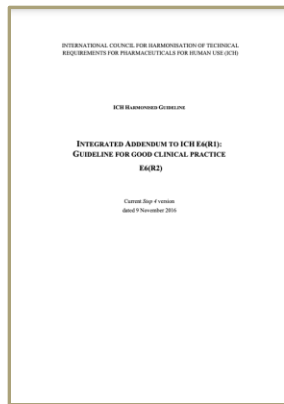 INTERNATIONAL COUNCIL FOR HARMONISATION OF TECHNICAL
REQUIREMENTS FOR PHARMACEUTICALS FOR HUMAN USE (ICH)
ICH HARMONISED GUIDELINE
INTEGRATED ADDENDUM TO ICH E6(R1):
GUIDELINE FOR GOOD CLINICAL PRACTICE
E6(R2)
Current Step 4 version
dated 9 November 2016